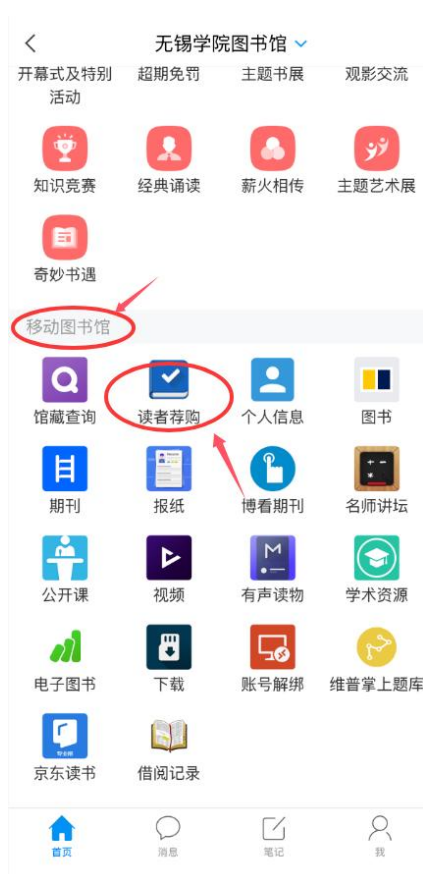 无锡学院图书馆
开幕式及特别 超期免罚 主题书展 观影交流
活动
知识竞赛 经典诵读 薪火相传 主题艺术展
奇妙书遇
移动图书馆
馆藏查询 读者荐购 个人信息 图书
期刊 报纸 博看期刊 名师讲坛
公开课 视频 有声读物 学术资源
电子图书 下载 账号解绑 维普掌上题库
京东读书 借阅记录
首页 消息 笔记 我